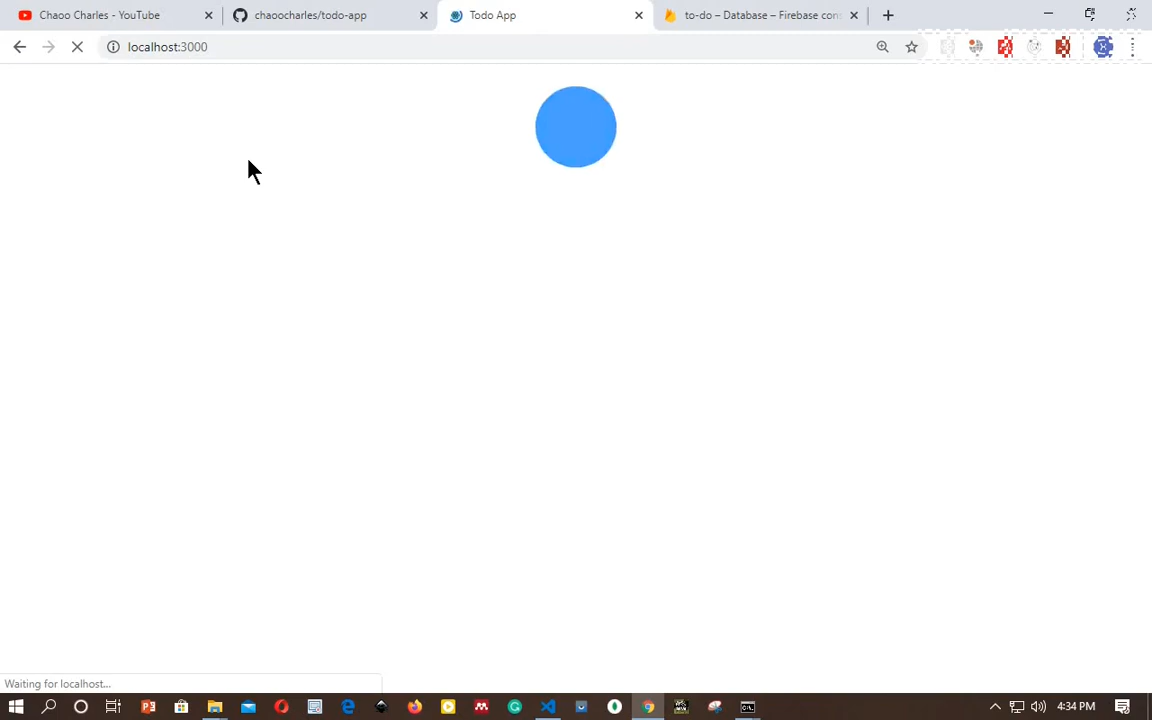 Chaoo Charles - YouTube
chaoocharles/todo-app
Todo App
to-do – Database – Firebase con
localhost:3000
Waiting for localhost...
4:34 PM